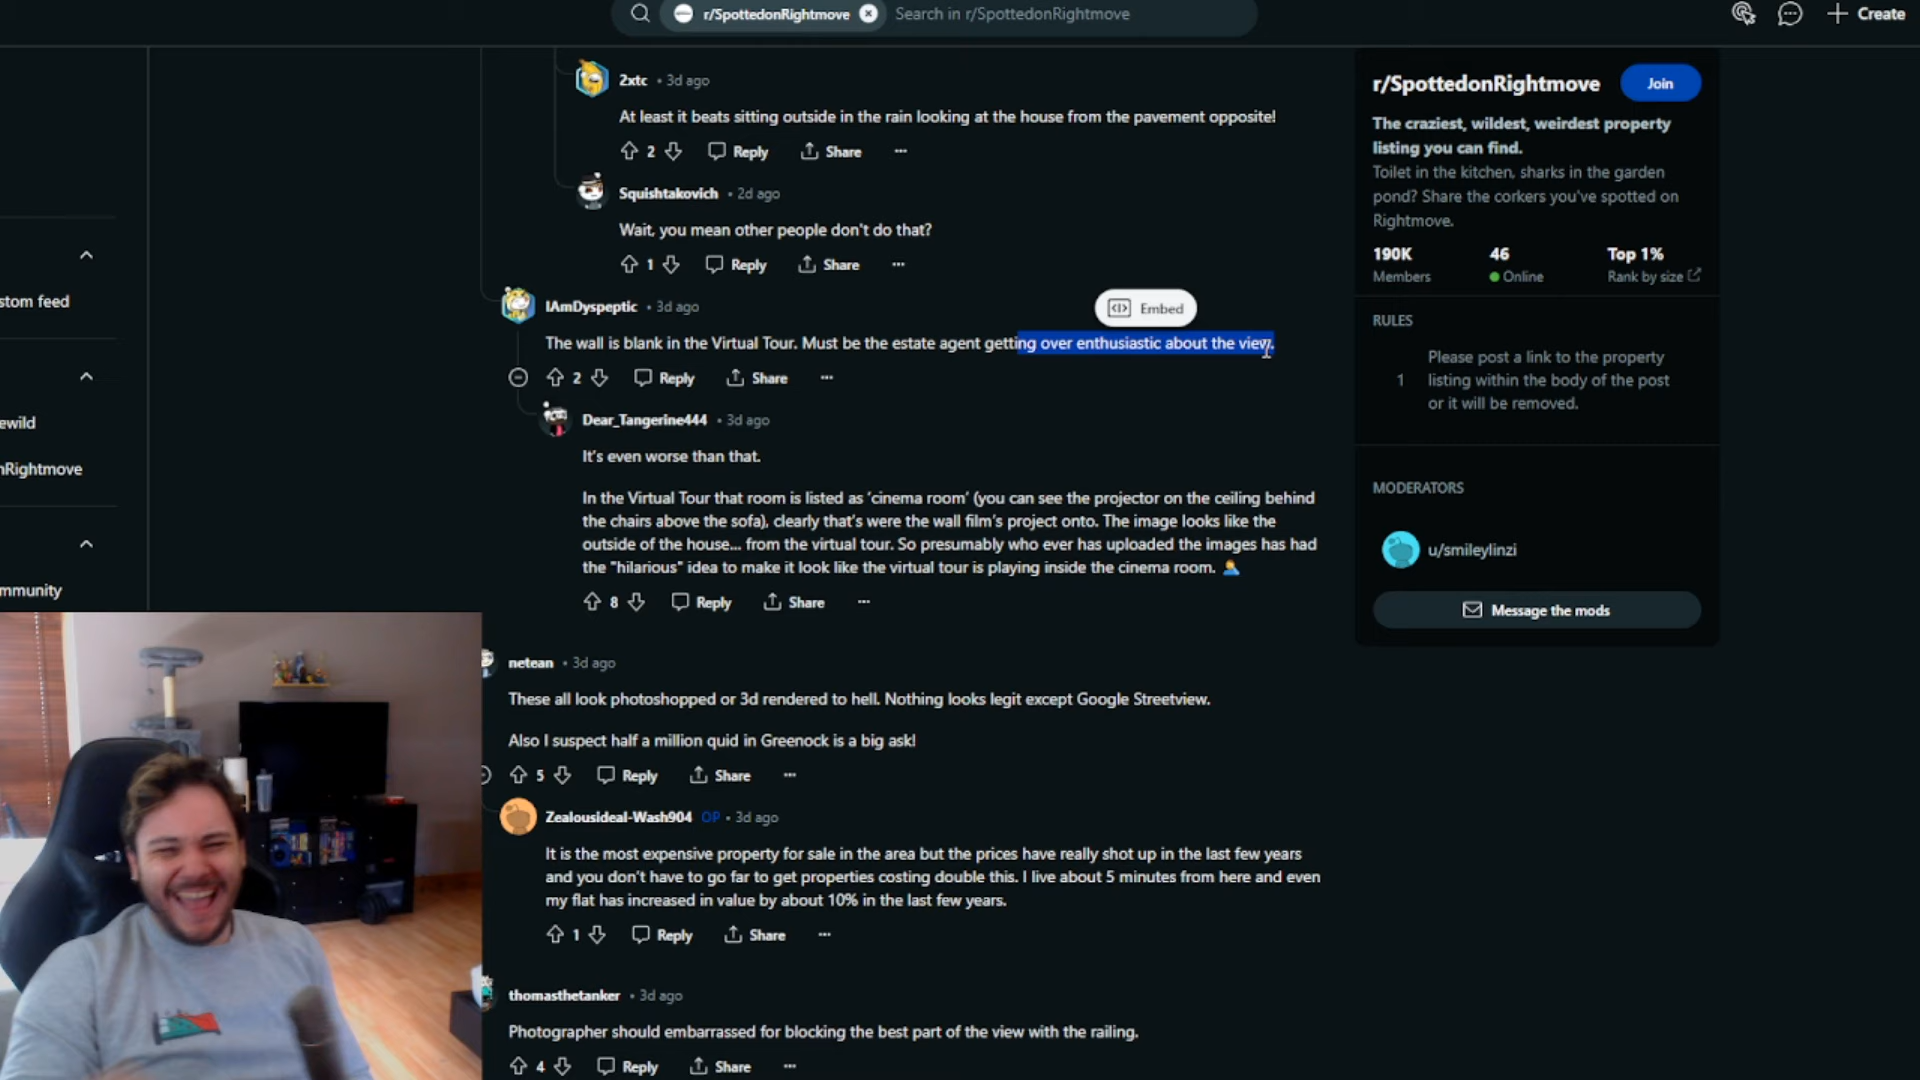 r/SpottedonRightmove
Search in r/SpottedonRightmove
Create
2xtc • 3d ago
At least it beats sitting outside in the rain looking at the house from the pavement opposite!
2 Reply Share
Squishtakovich • 2d ago
Wait, you mean other people don't do that?
1 Reply Share
IAmDyspeptic • 3d ago
Embed
The wall is blank in the Virtual Tour. Must be the estate agent getting over enthusiastic about the view.
2 Reply Share
Dear_Tangerine444 • 3d ago
It's even worse than that.
In the Virtual Tour that room is listed as 'cinema room' (you can see the projector on the ceiling behind
the chairs above the sofa), clearly that's were the wall film's project onto. The image looks like the
outside of the house... from the virtual tour. So presumably who ever has uploaded the images has had
the "hilarious" idea to make it look like the virtual tour is playing inside the cinema room.
8 Reply Share
netean • 3d ago
These all look photoshopped or 3d rendered to hell. Nothing looks legit except Google Streetview.
Also I suspect half a million quid in Greenock is a big ask!
5 Reply Share
Zealousideal-Wash904 OP • 3d ago
It is the most expensive property for sale in the area but the prices have really shot up in the last few years
and you don't have to go far to get properties costing double this. I live about 5 minutes from here and even
my flat has increased in value by about 10% in the last few years.
1 Reply Share
thomasthetanker • 3d ago
Photographer should embarrassed for blocking the best part of the view with the railing.
4 Reply Share
r/SpottedonRightmove
Join
The craziest, wildest, weirdest property
listing you can find.
Toilet in the kitchen, sharks in the garden
pond? Share the corkers you've spotted on
Rightmove.
190K 46 Top 1%
Members Online Rank by size
RULES
Please post a link to the property
1 listing within the body of the post
or it will be removed.
MODERATORS
u/smileylinzi
Message the mods
stom feed
ewild
nRightmove
mmunity